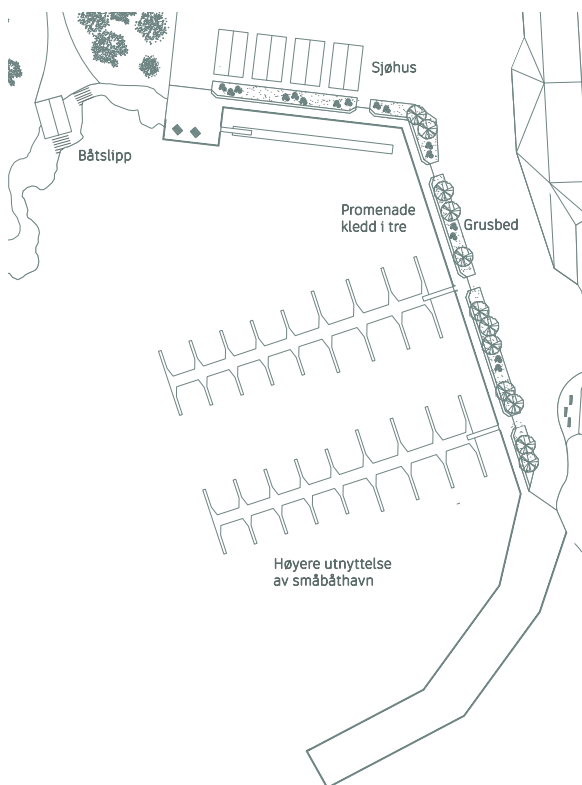 Sjøhus
Båtslipp
Promenade
kledd i tre
Grusbed
Høyere utnyttelse
av småbåthavn